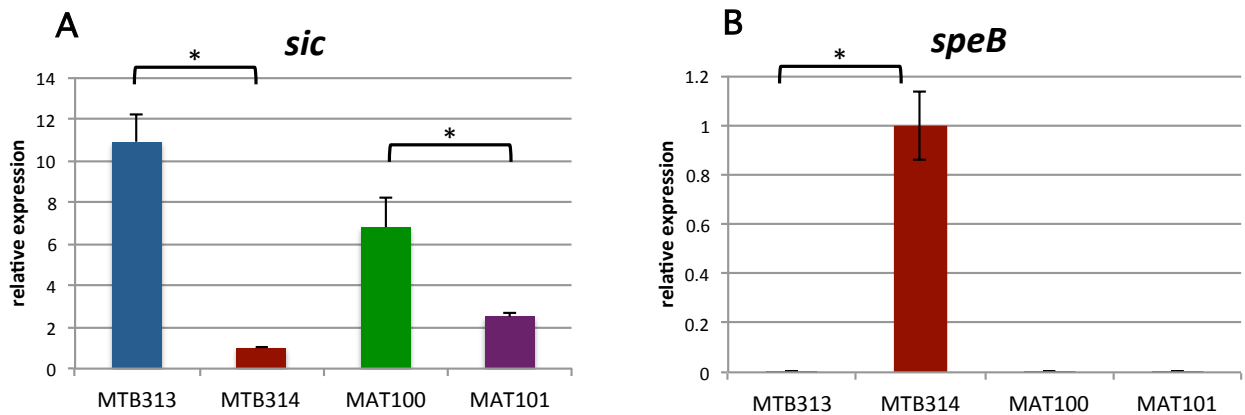 A
sic
*
*
14
12
10
8
6
4
2
0
relative expression
MTB313 MTB314 MAT100 MAT101
B
speB
*
1.2
1
0.8
0.6
0.4
0.2
0
relative expression
MTB313 MTB314 MAT100 MAT101